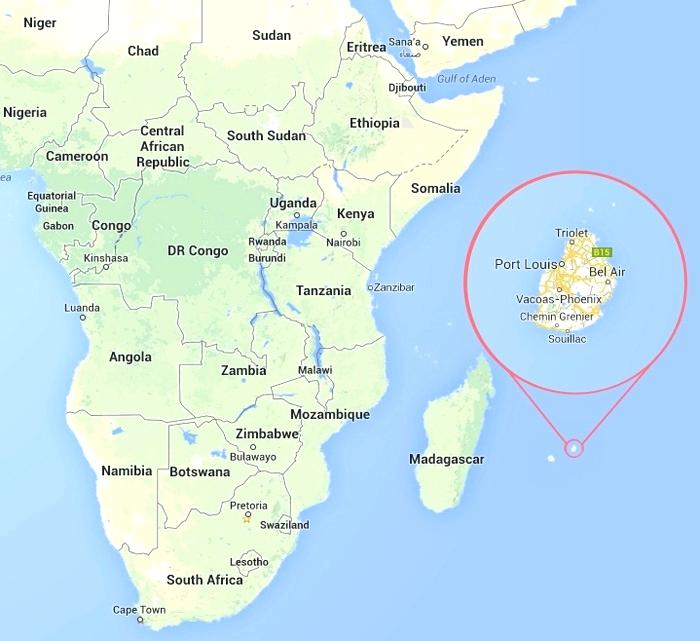 Niger
Chad
Sudan
Eritrea
Sana'a
صنعاء
Yemen
Gulf of Aden
Djibouti
Nigeria
Central
African
Republic
South Sudan
Ethiopia
Cameroon
ea
Equatorial
Guinea
Gabon
Congo
Kinshasa
DR Congo
Uganda
Kampala
Kenya
Nairobi
Somalia
Rwanda
Burundi
Tanzania
Zanzibar
Luanda
Angola
Zambia
Malawi
Mozambique
Zimbabwe
Bulawayo
Namibia
Botswana
Madagascar
Pretoria
Swaziland
Lesotho
South Africa
Cape Town
Triolet
B15
Port Louis
Bel Air
Vacoas-Phoenix
Chemin Grenier
Souillac